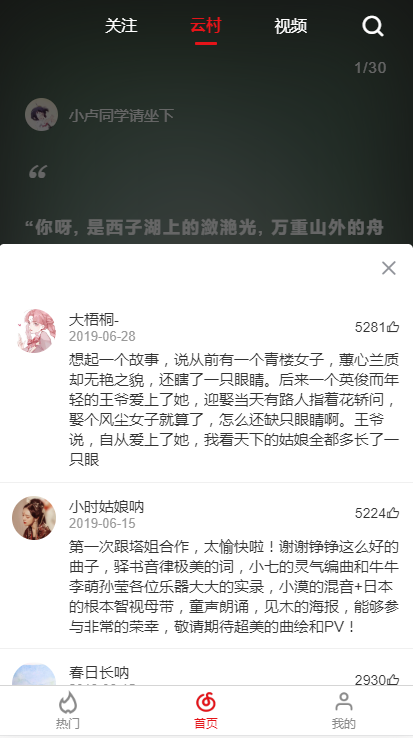 关注 云村 视频
1/30
小卢同学请坐下
“
“你呀, 是西子湖上的潋滟光, 万重山外的舟
大梧桐-
2019-06-28
5281
想起一个故事，说从前有一个青楼女子，蕙心兰质
却无艳之貌，还瞎了一只眼睛。后来一个英俊而年
轻的王爷爱上了她，迎娶当天有路人指着花轿问，
娶个风尘女子就算了，怎么还缺只眼睛啊。王爷
说，自从爱上了她，我看天下的姑娘全都多长了一
只眼
小时姑娘呐
2019-06-15
5224
第一次跟塔姐合作，太愉快啦！谢谢铮铮这么好的
曲子，驿书音律极美的词，小七的灵气编曲和牛牛
李萌孙莹各位乐器大大的实录，小漠的混音+日本
的根本智视母带，童声朗诵，见木的海报，能够参
与非常的荣幸，敬请期待超美的曲绘和PV！
春日长呐
2930
热门 首页 我的